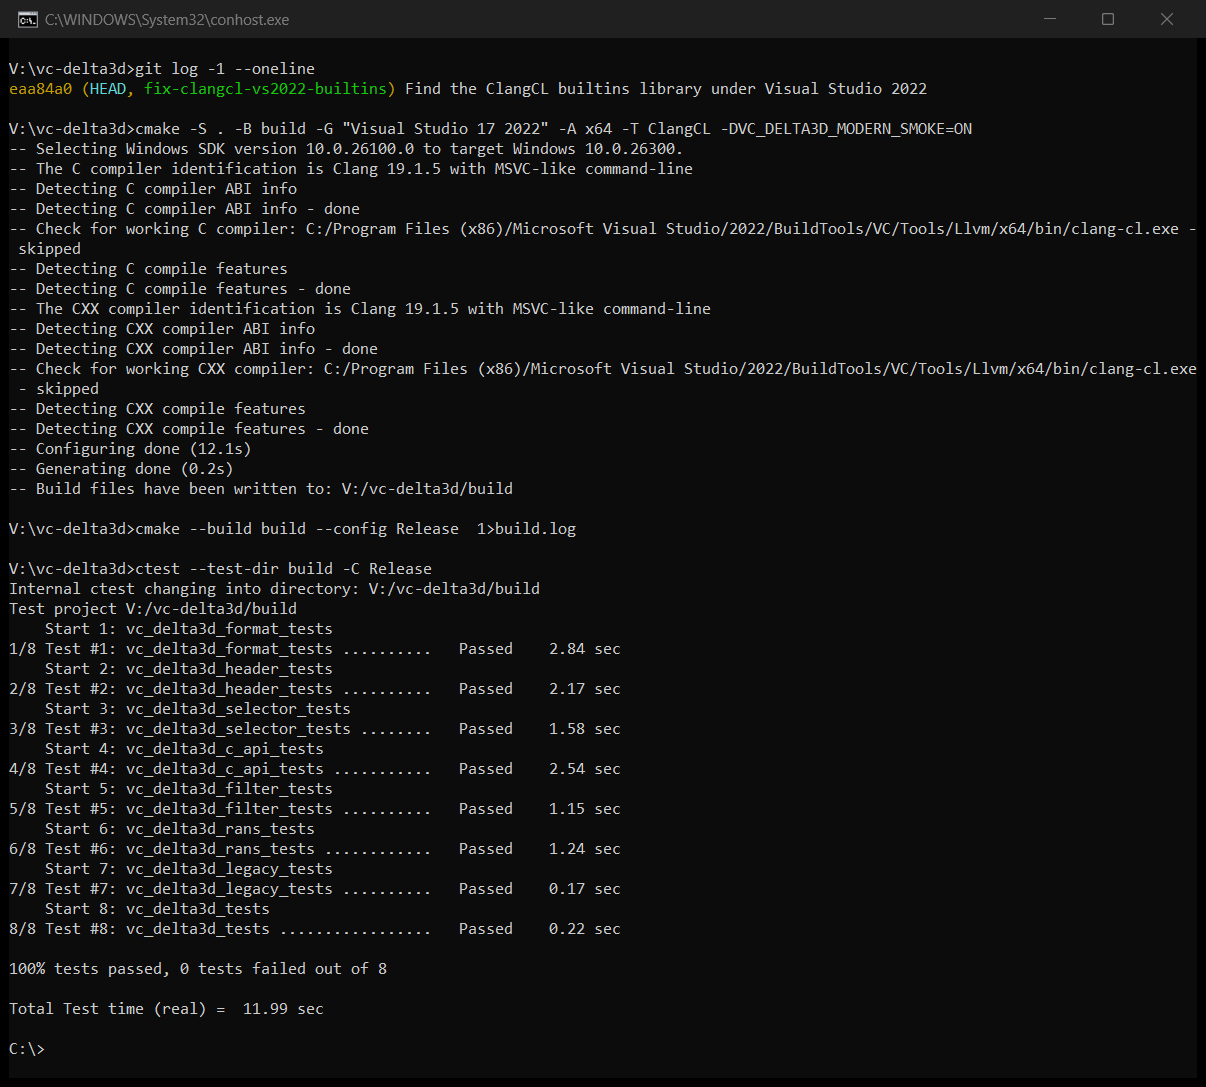 C:\WINDOWS\System32\conhost.exe
V:\vc-delta3d>git log -1 --oneline
eaa84a0 (HEAD, fix-clangcl-vs2022-builtins) Find the ClangCL builtins library under Visual Studio 2022
V:\vc-delta3d>cmake -S . -B build -G "Visual Studio 17 2022" -A x64 -T ClangCL -DVC_DELTA3D_MODERN_SMOKE=ON
-- Selecting Windows SDK version 10.0.26100.0 to target Windows 10.0.26300.
-- The C compiler identification is Clang 19.1.5 with MSVC-like command-line
-- Detecting C compiler ABI info
-- Detecting C compiler ABI info - done
-- Check for working C compiler: C:/Program Files (x86)/Microsoft Visual Studio/2022/BuildTools/VC/Tools/Llvm/x64/bin/clang-cl.exe -
 skipped
-- Detecting C compile features
-- Detecting C compile features - done
-- The CXX compiler identification is Clang 19.1.5 with MSVC-like command-line
-- Detecting CXX compiler ABI info
-- Detecting CXX compiler ABI info - done
-- Check for working CXX compiler: C:/Program Files (x86)/Microsoft Visual Studio/2022/BuildTools/VC/Tools/Llvm/x64/bin/clang-cl.exe
 - skipped
-- Detecting CXX compile features
-- Detecting CXX compile features - done
-- Configuring done (12.1s)
-- Generating done (0.2s)
-- Build files have been written to: V:/vc-delta3d/build
V:\vc-delta3d>cmake --build build --config Release  1>build.log
V:\vc-delta3d>ctest --test-dir build -C Release
Internal ctest changing into directory: V:/vc-delta3d/build
Test project V:/vc-delta3d/build
    Start 1: vc_delta3d_format_tests
1/8 Test #1: vc_delta3d_format_tests ..........   Passed    2.84 sec
    Start 2: vc_delta3d_header_tests
2/8 Test #2: vc_delta3d_header_tests ..........   Passed    2.17 sec
    Start 3: vc_delta3d_selector_tests
3/8 Test #3: vc_delta3d_selector_tests ........   Passed    1.58 sec
    Start 4: vc_delta3d_c_api_tests
4/8 Test #4: vc_delta3d_c_api_tests ...........   Passed    2.54 sec
    Start 5: vc_delta3d_filter_tests
5/8 Test #5: vc_delta3d_filter_tests ..........   Passed    1.15 sec
    Start 6: vc_delta3d_rans_tests
6/8 Test #6: vc_delta3d_rans_tests ............   Passed    1.24 sec
    Start 7: vc_delta3d_legacy_tests
7/8 Test #7: vc_delta3d_legacy_tests ..........   Passed    0.17 sec
    Start 8: vc_delta3d_tests
8/8 Test #8: vc_delta3d_tests .................   Passed    0.22 sec
100% tests passed, 0 tests failed out of 8
Total Test time (real) =  11.99 sec
C:\>